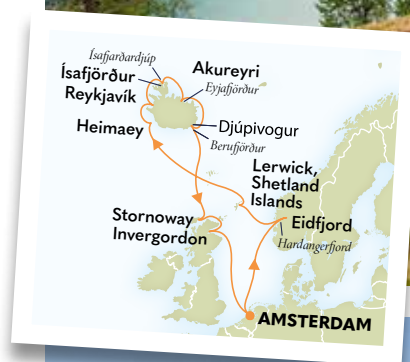 Ísafjarðardjúp
Ísafjörður
Akureyri
Eyjafjörður
Reykjavík
Heimaey
Djúpivogur
Berufjörður
Lerwick,
Shetland
Islands
Stornoway
Eidfjord
Invergordon
Hardangerfjord
AMSTERDAM